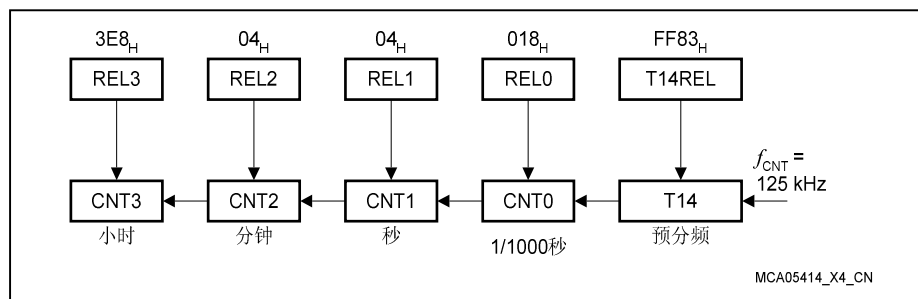 3E8H 04H 04H 018H FF83H
REL3 REL2 REL1 REL0 T14REL
fCNT =
125 kHz
CNT3 CNT2 CNT1 CNT0 T14
小时 分钟 秒 1/1000秒 预分频
MCA05414_X4_CN